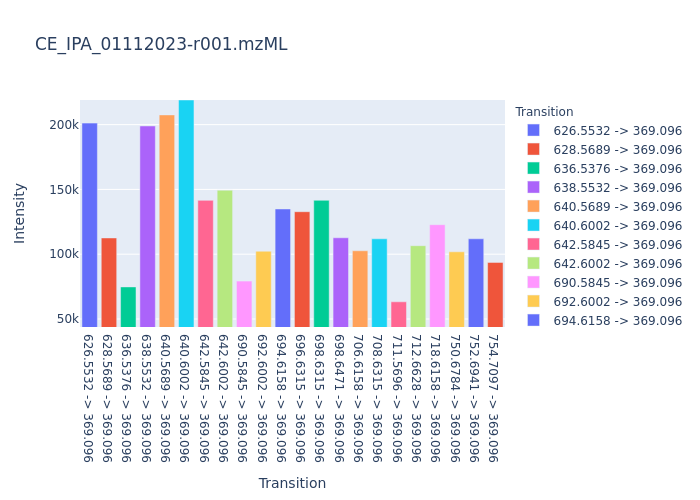 CE_IPA_01112023-r001.mzML
Intensity
200k
150k
100k
50k
626.5532 -> 369.096
628.5689 -> 369.096
636.5376 -> 369.096
638.5532 -> 369.096
640.5689 -> 369.096
640.6002 -> 369.096
642.5845 -> 369.096
642.6002 -> 369.096
690.5845 -> 369.096
692.6002 -> 369.096
694.6158 -> 369.096
696.6315 -> 369.096
698.6315 -> 369.096
698.6471 -> 369.096
706.6158 -> 369.096
708.6315 -> 369.096
711.5696 -> 369.096
712.6628 -> 369.096
718.6158 -> 369.096
750.6784 -> 369.096
752.6941 -> 369.096
754.7097 -> 369.096
Transition
Transition
626.5532 -> 369.096
628.5689 -> 369.096
636.5376 -> 369.096
638.5532 -> 369.096
640.5689 -> 369.096
640.6002 -> 369.096
642.5845 -> 369.096
642.6002 -> 369.096
690.5845 -> 369.096
692.6002 -> 369.096
694.6158 -> 369.096